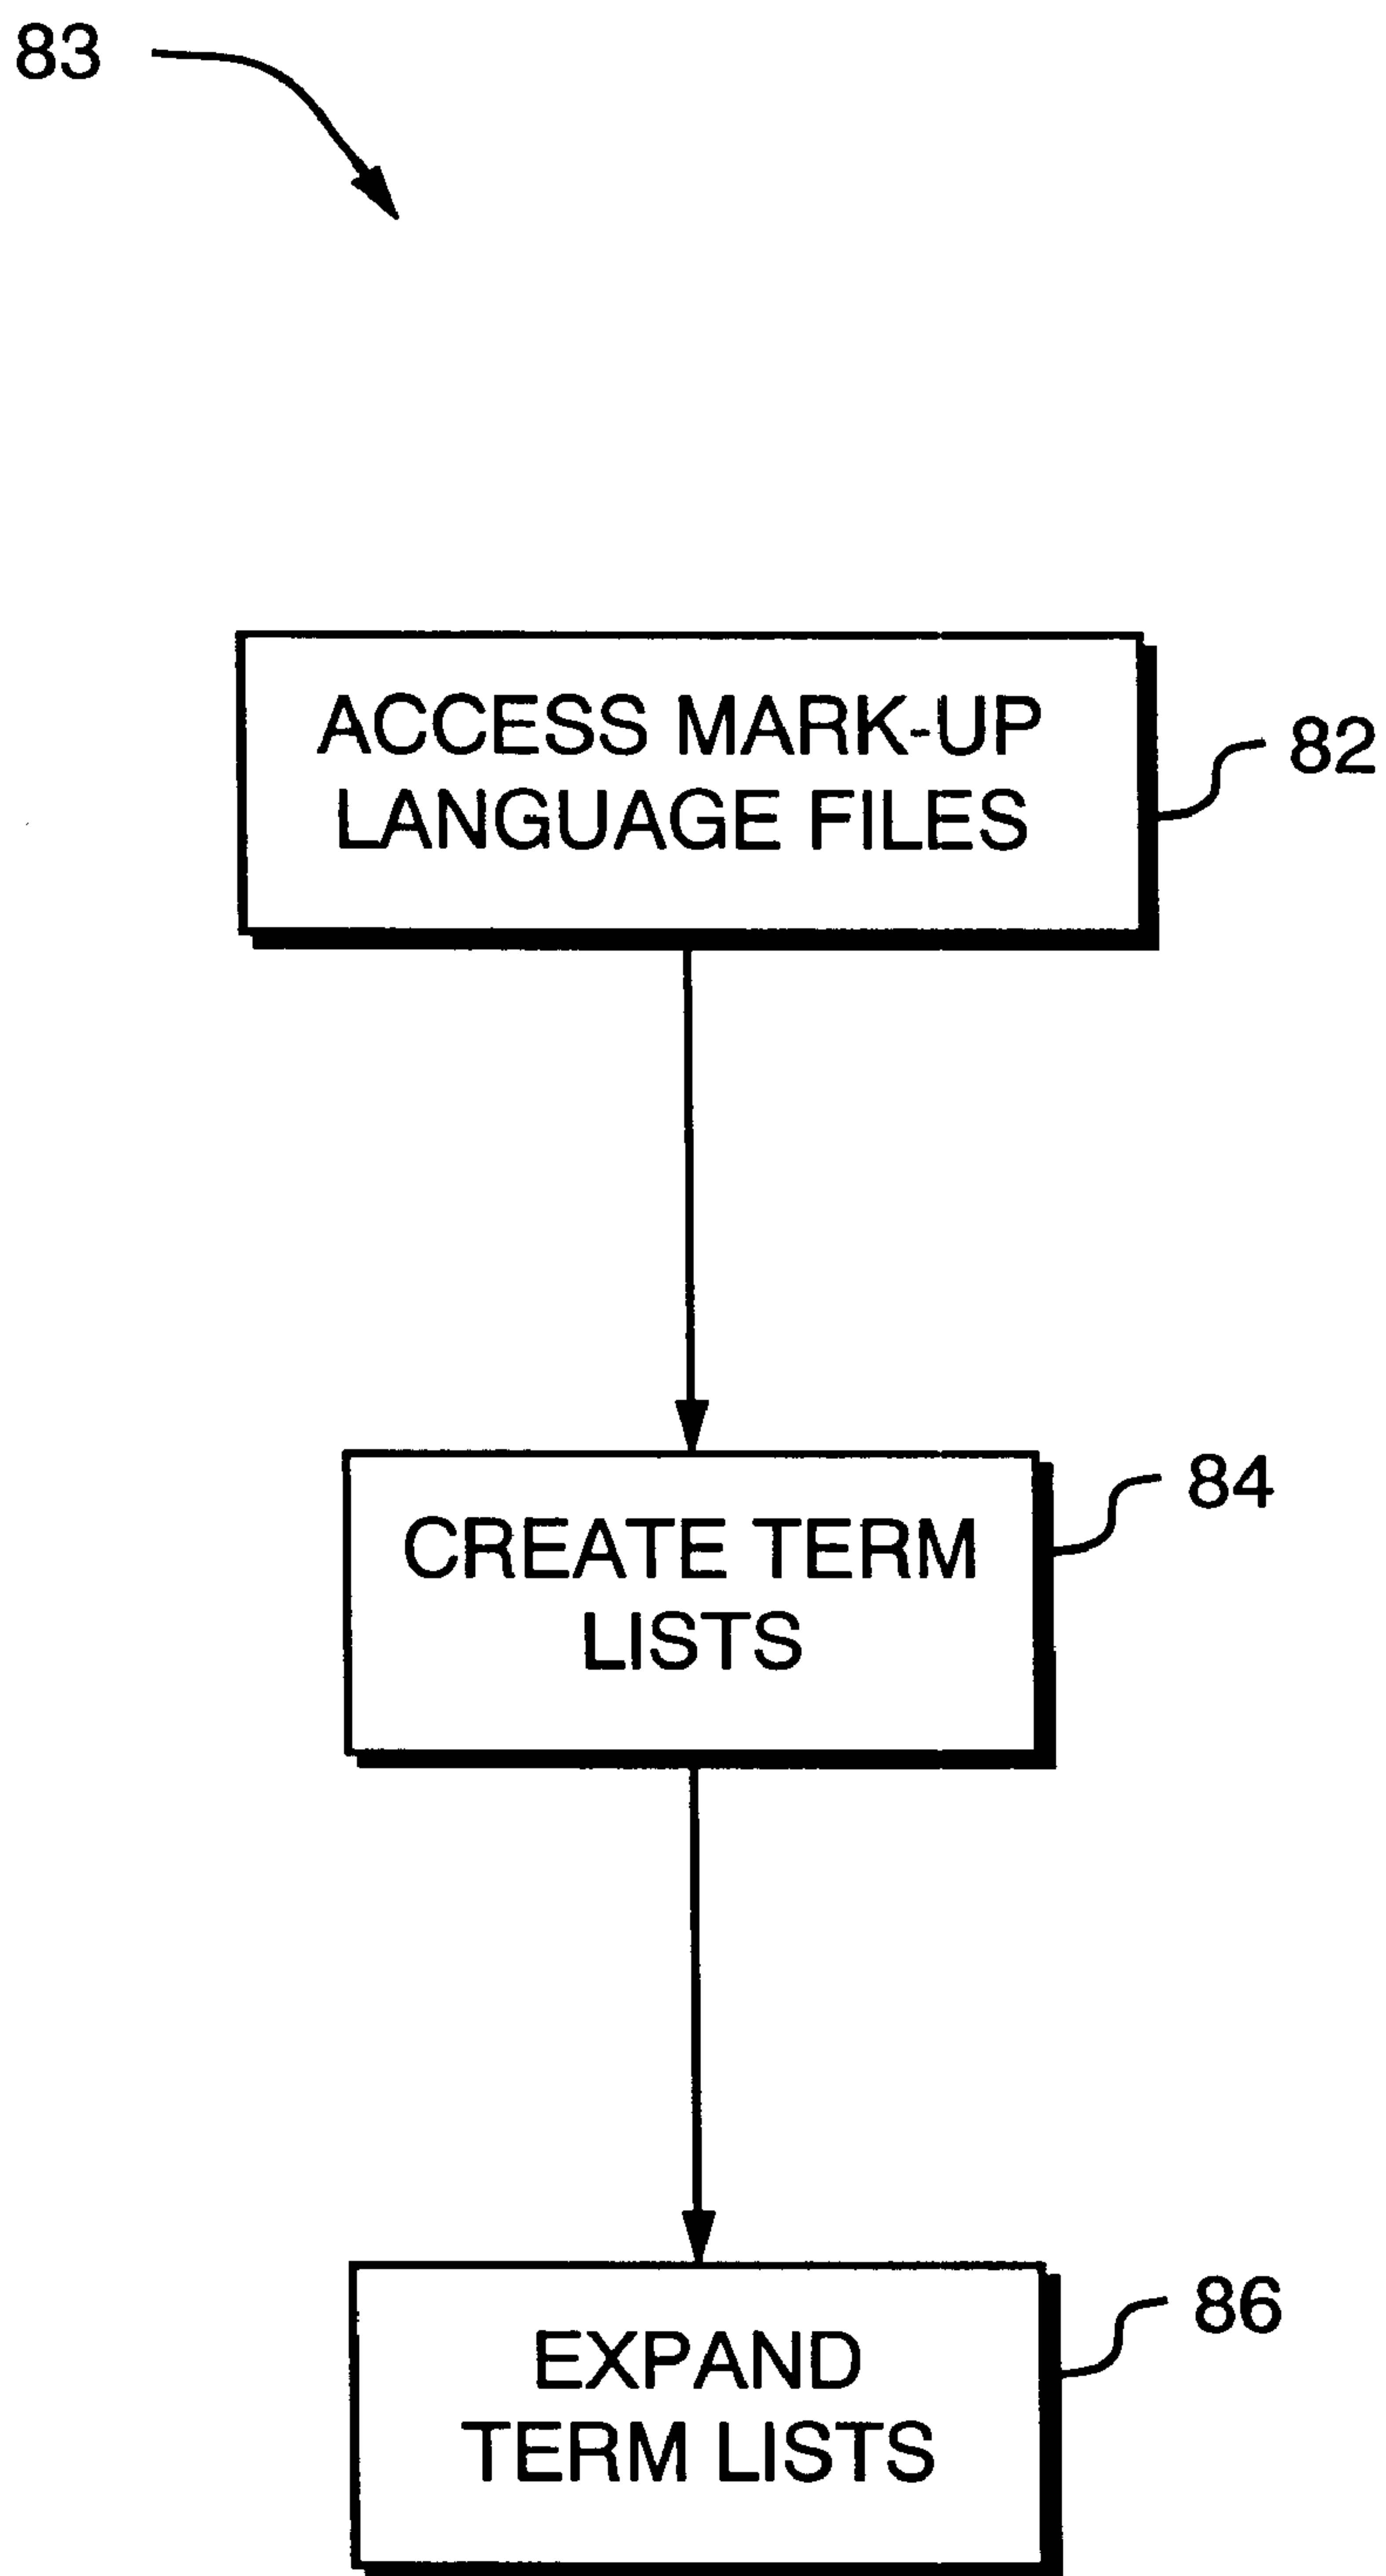 83
ACCESS MARK-UP
LANGUAGE FILES
82
CREATE TERM
LISTS
84
EXPAND
TERM LISTS
86